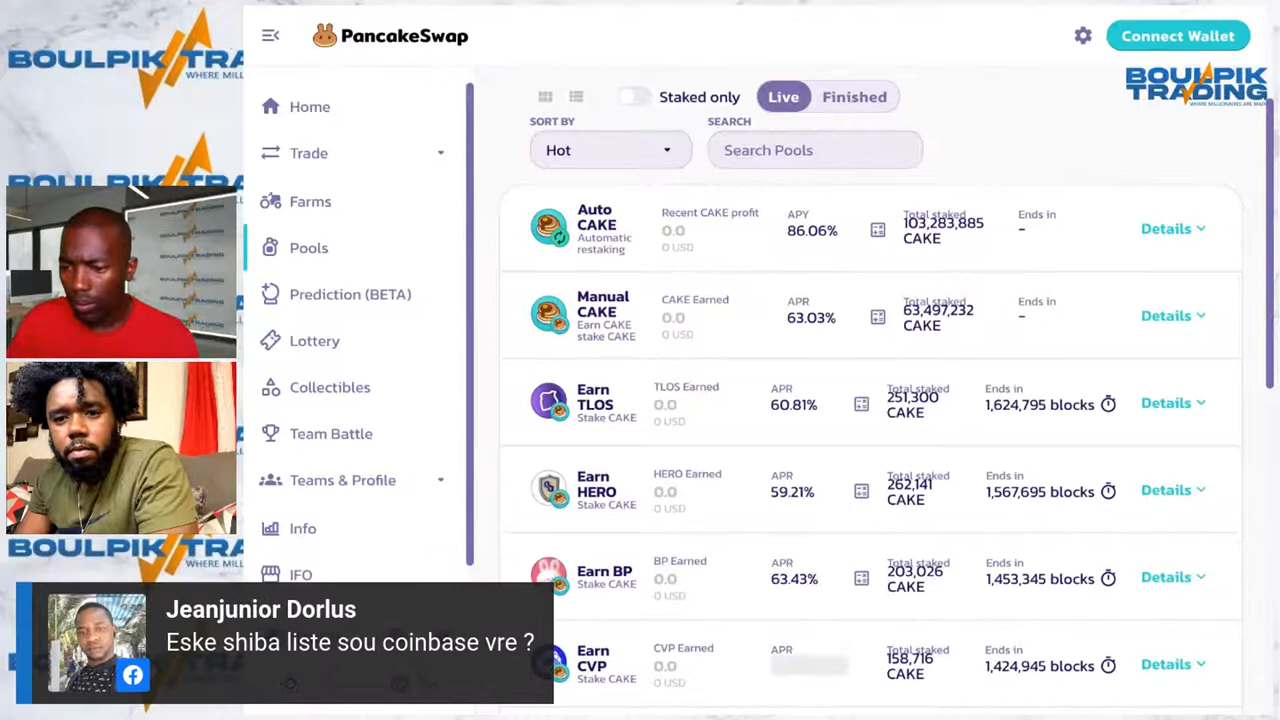 BOULPIK TRA
WHERE MILL
BOULPIK TRA
BOULPIK TRA
WHERE MILL
PancakeSwap
Connect Wallet
BOULPIK
TRADING
WHERE MILLIONAIRES ARE MADE
Home
Trade
Farms
Pools
Prediction (BETA)
Lottery
Collectibles
Team Battle
Teams & Profile
Info
IFO
Staked only
Live
Finished
SORT BY
Hot
SEARCH
Search Pools
Auto
CAKE
Automatic
restaking
Recent CAKE profit
0.0
0 USD
APY
86.06%
Total staked
103,283,885
CAKE
Ends in
-
Details
Manual
CAKE
Earn CAKE
stake CAKE
CAKE Earned
0.0
0 USD
APR
63.03%
Total staked
63,497,232
CAKE
Ends in
-
Details
Earn
TLOS
Stake CAKE
TLOS Earned
0.0
0 USD
APR
60.81%
Total staked
251,300
CAKE
Ends in
1,624,795 blocks
Details
Earn
HERO
Stake CAKE
HERO Earned
0.0
0 USD
APR
59.21%
Total staked
262,141
CAKE
Ends in
1,567,695 blocks
Details
Earn BP
Stake CAKE
BP Earned
0.0
0 USD
APR
63.43%
Total staked
203,026
CAKE
Ends in
1,453,345 blocks
Details
Earn
CVP
Stake CAKE
CVP Earned
0.0
0 USD
APR
Total staked
158,716
CAKE
Ends in
1,424,945 blocks
Details
Jeanjunior Dorlus
Eske shiba liste sou coinbase vre ?